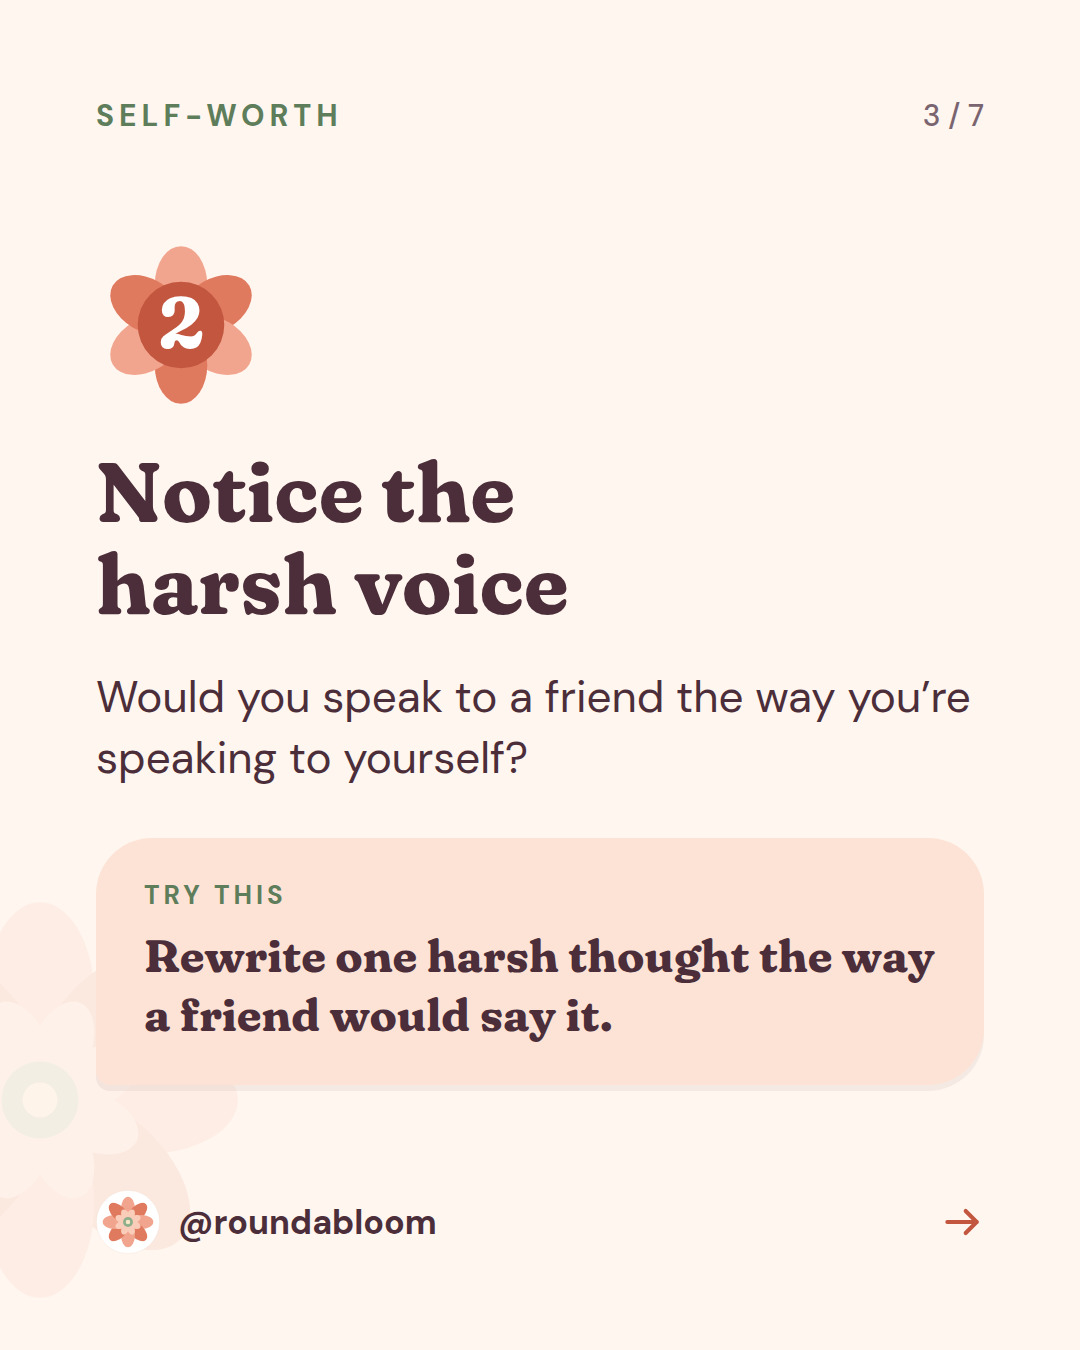 SELF-WORTH
3 / 7
2
Notice the
harsh voice
Would you speak to a friend the way you’re
speaking to yourself?
TRY THIS
Rewrite one harsh thought the way
a friend would say it.
@roundabloom